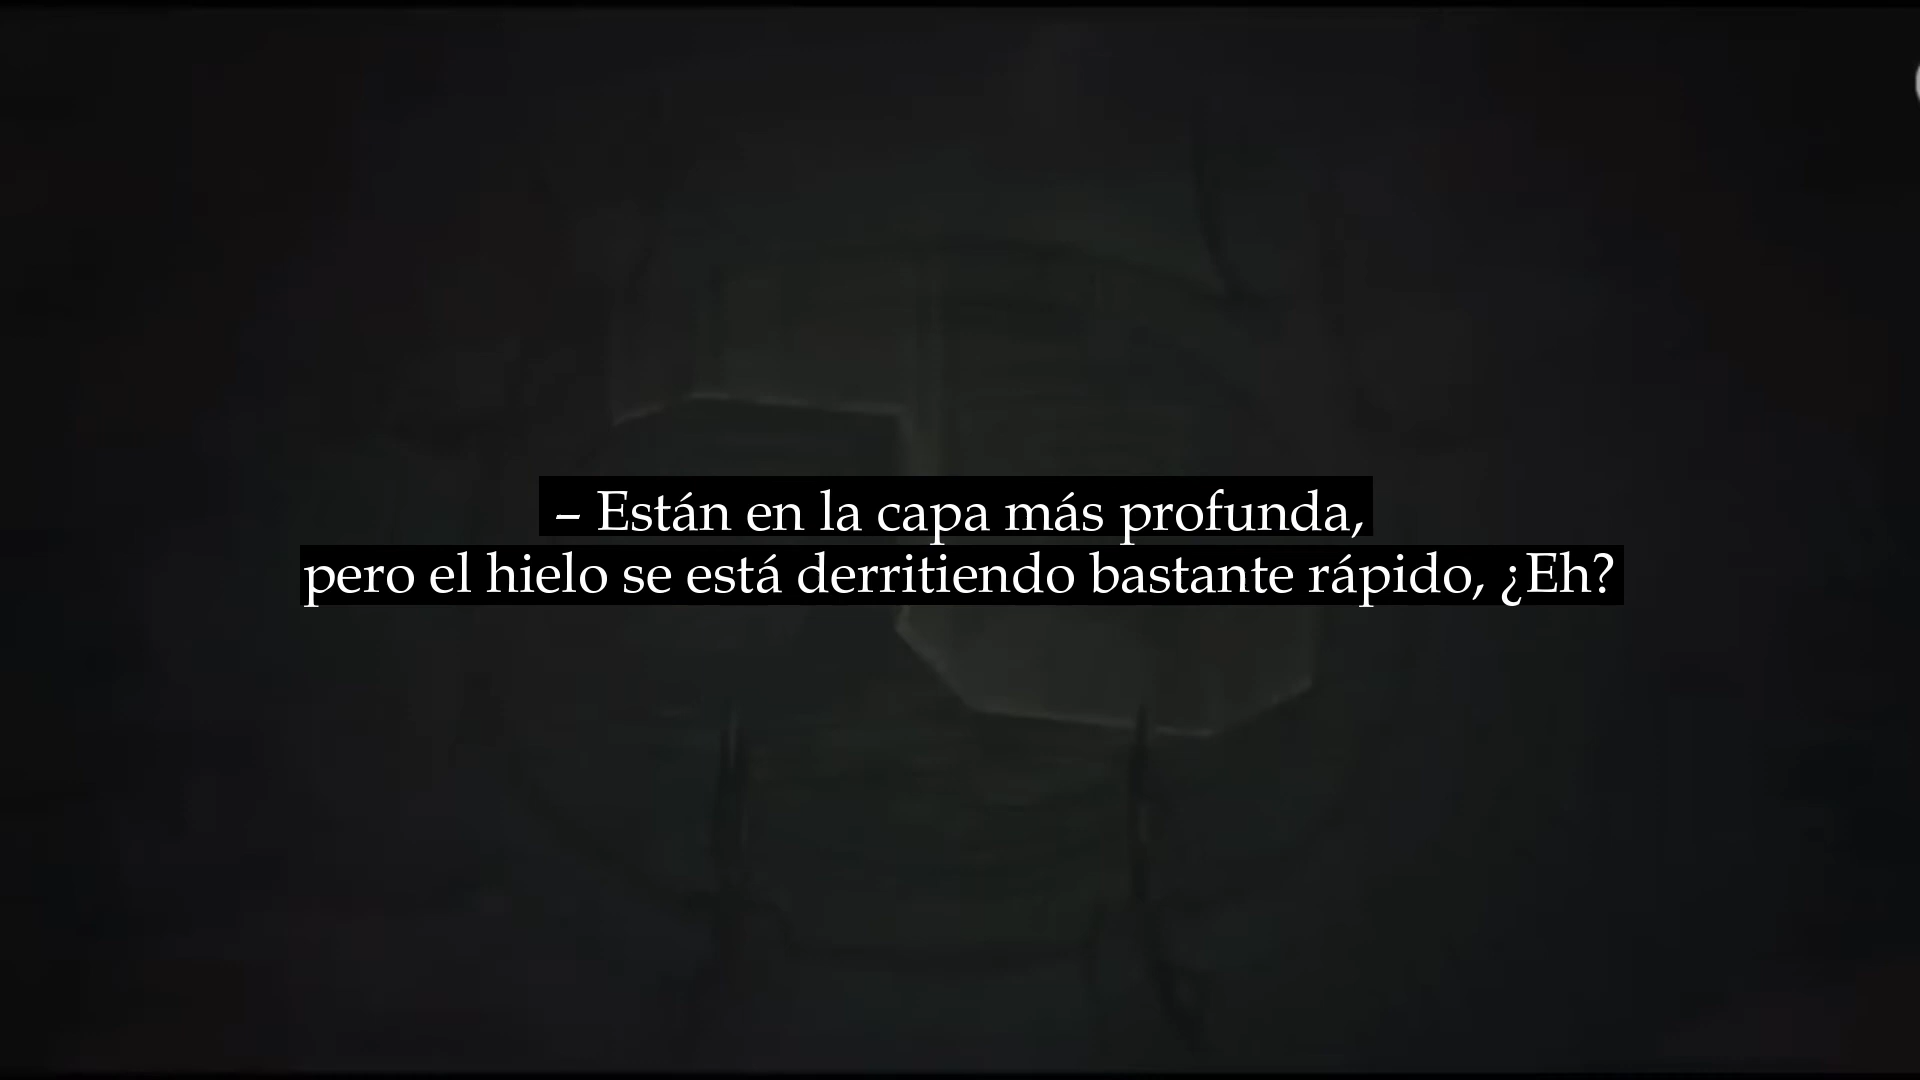 – Están en la capa más profunda,
pero el hielo se está derritiendo bastante rápido, ¿Eh?